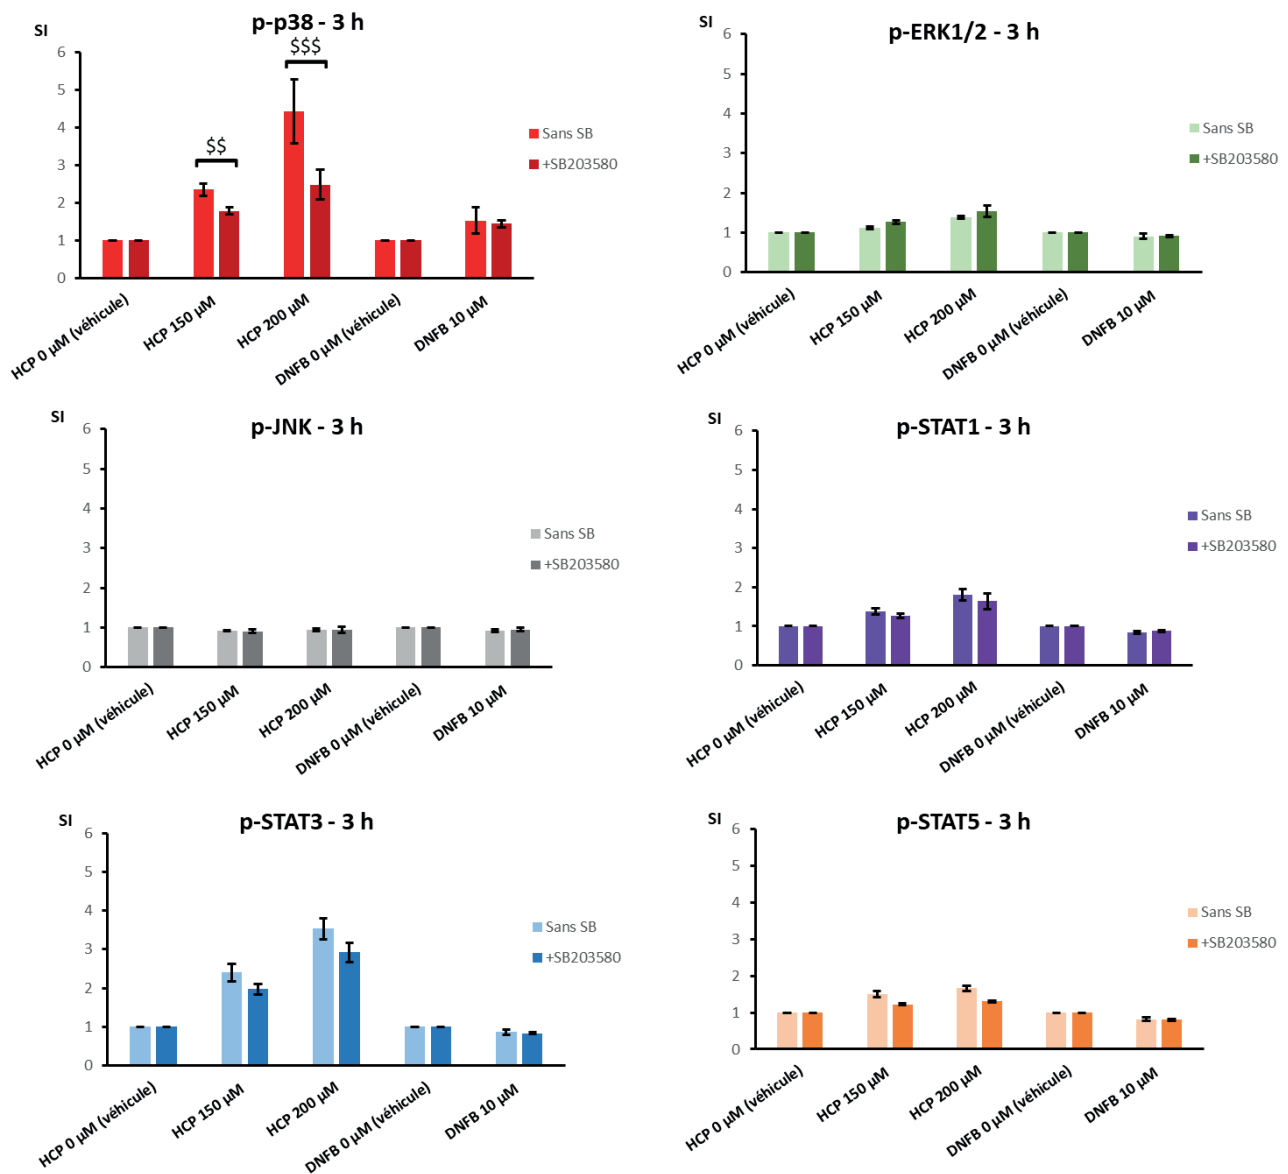 p-p38 - 3 h
SI
6
5
4
3
2
1
0
$$
$$$
Sans SB
+SB203580
HCP 0 µM (véhicule)
HCP 150 µM
HCP 200 µM
DNFB 0 µM (véhicule)
DNFB 10 µM
p-ERK1/2 - 3 h
SI
6
5
4
3
2
1
0
Sans SB
+SB203580
HCP 0 µM (véhicule)
HCP 150 µM
HCP 200 µM
DNFB 0 µM (véhicule)
DNFB 10 µM
p-JNK - 3 h
SI
6
5
4
3
2
1
0
Sans SB
+SB203580
HCP 0 µM (véhicule)
HCP 150 µM
HCP 200 µM
DNFB 0 µM (véhicule)
DNFB 10 µM
p-STAT1 - 3 h
SI
6
5
4
3
2
1
0
Sans SB
+SB203580
HCP 0 µM (véhicule)
HCP 150 µM
HCP 200 µM
DNFB 0 µM (véhicule)
DNFB 10 µM
p-STAT3 - 3 h
SI
6
5
4
3
2
1
0
Sans SB
+SB203580
HCP 0 µM (véhicule)
HCP 150 µM
HCP 200 µM
DNFB 0 µM (véhicule)
DNFB 10 µM
p-STAT5 - 3 h
SI
6
5
4
3
2
1
0
Sans SB
+SB203580
HCP 0 µM (véhicule)
HCP 150 µM
HCP 200 µM
DNFB 0 µM (véhicule)
DNFB 10 µM